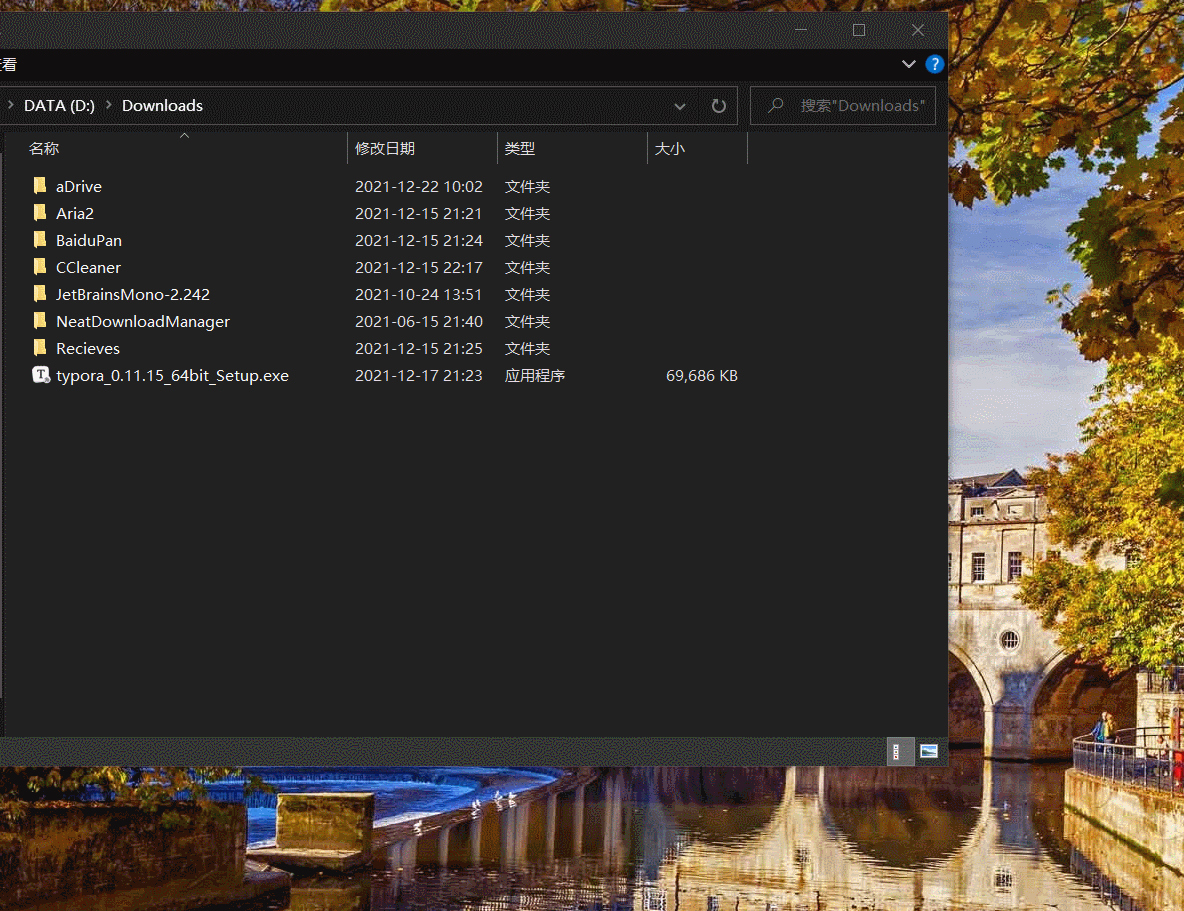 看
DATA (D:) > Downloads
搜索"Downloads"
名称 修改日期 类型 大小
aDrive 2021-12-22 10:02 文件夹
Aria2 2021-12-15 21:21 文件夹
BaiduPan 2021-12-15 21:24 文件夹
CCleaner 2021-12-15 22:17 文件夹
JetBrainsMono-2.242 2021-10-24 13:51 文件夹
NeatDownloadManager 2021-06-15 21:40 文件夹
Recieves 2021-12-15 21:25 文件夹
typora_0.11.15_64bit_Setup.exe 2021-12-17 21:23 应用程序 69,686 KB